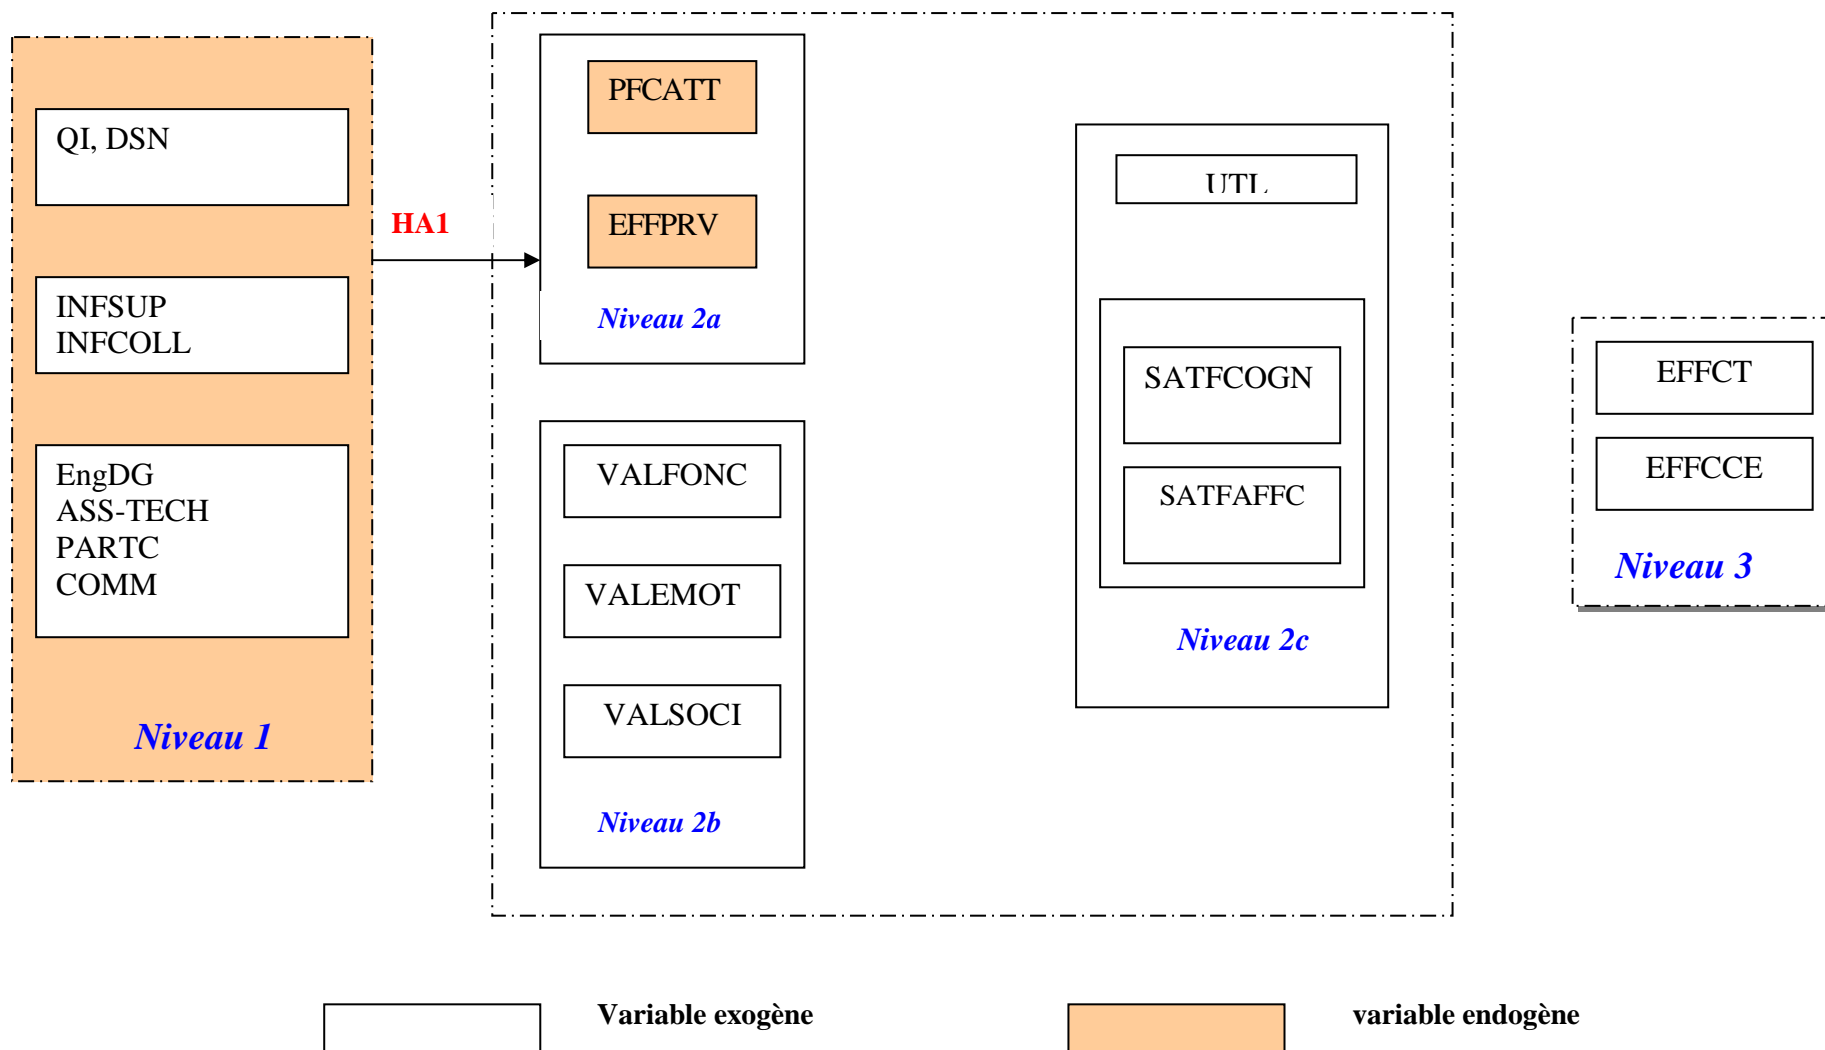 QI, DSN
INFSUP
INFCOLL
EngDG
ASS-TECH
PARTC
COMM
Niveau 1
HA1
PFCATT
EFFPRV
Niveau 2a
VALFONC
VALEMOT
VALSOCI
Niveau 2b
UTL
SATFCOGN
SATFAFFC
Niveau 2c
EFFCT
EFFCCE
Niveau 3
Variable exogène
variable endogène